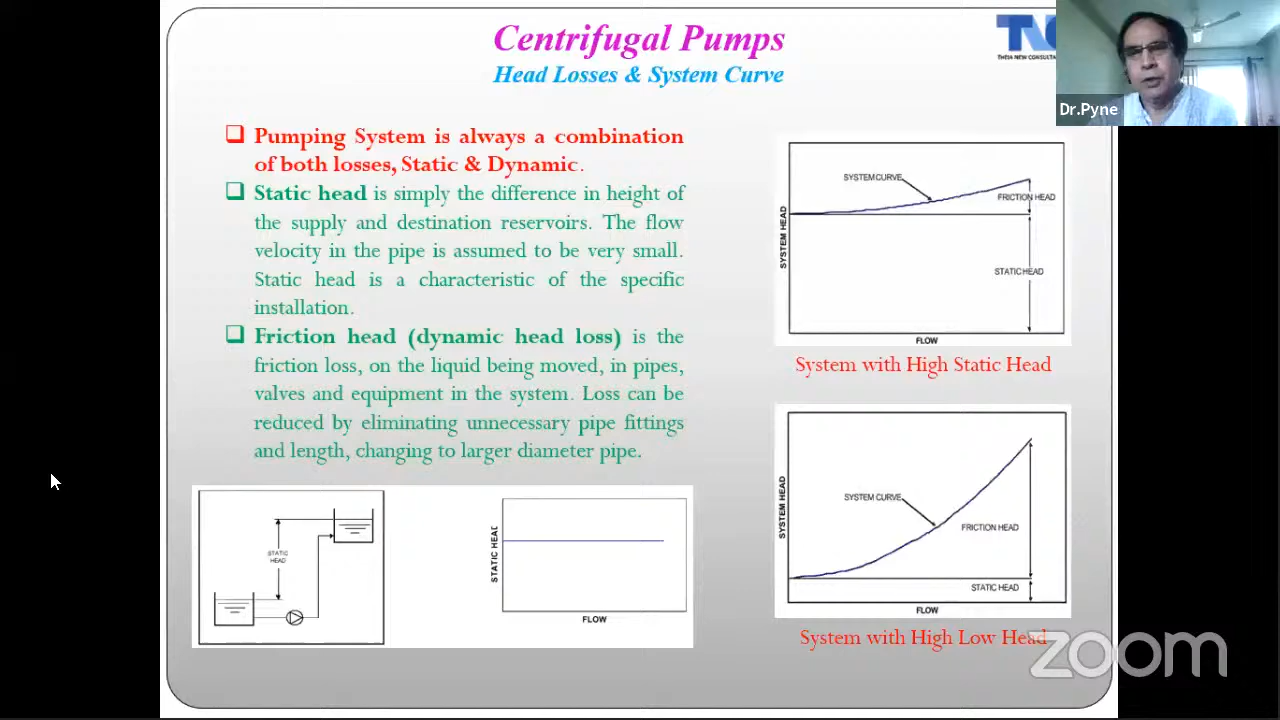 Centrifugal Pumps
Head Losses & System Curve
THEIA NEW CONSULTA
Dr.Pyne
Pumping System is always a combination
of both losses, Static & Dynamic.
Static head is simply the difference in height of
the supply and destination reservoirs. The flow
velocity in the pipe is assumed to be very small.
Static head is a characteristic of the specific
installation.
Friction head (dynamic head loss) is the
friction loss, on the liquid being moved, in pipes,
valves and equipment in the system. Loss can be
reduced by eliminating unnecessary pipe fittings
and length, changing to larger diameter pipe.
STATIC
HEAD
STATIC HEAD
FLOW
SYSTEM HEAD
SYSTEM CURVE
FRICTION HEAD
STATIC HEAD
FLOW
System with High Static Head
SYSTEM HEAD
SYSTEM CURVE
FRICTION HEAD
STATIC HEAD
FLOW
System with High Low Head
zoom